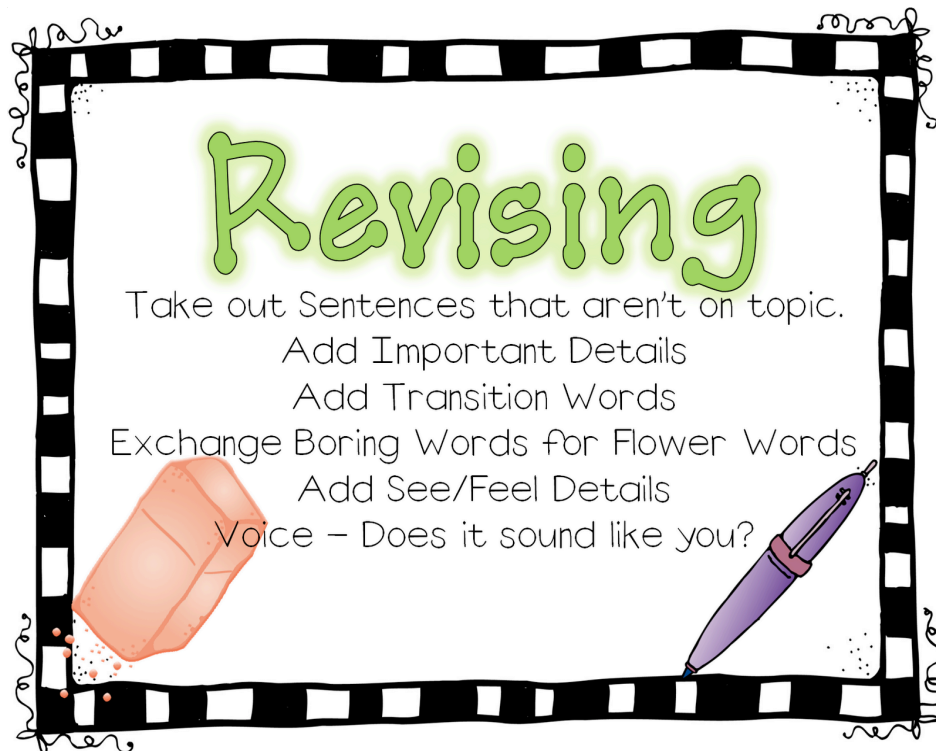 Revising
Take out Sentences that aren't on topic.
Add Important Details
Add Transition Words
Exchange Boring Words for Flower Words
Add See/Feel Details
Voice – Does it sound like you?